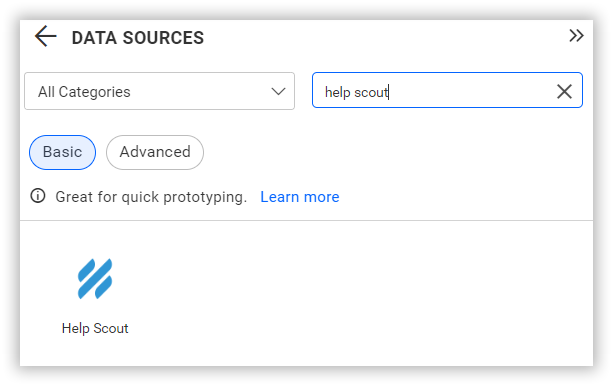 DATA SOURCES
All Categories
help scout
Basic
Advanced
Great for quick prototyping. Learn more
Help Scout